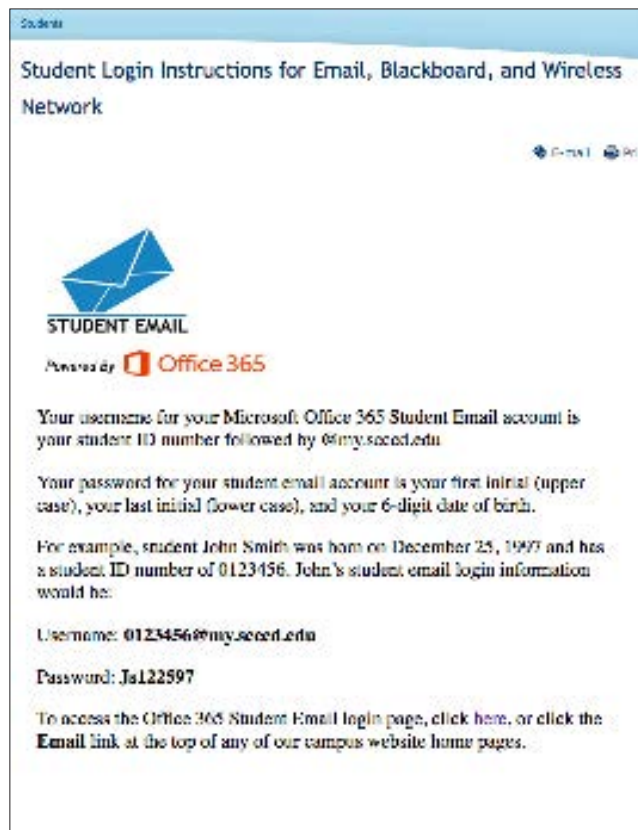 Students
Student Login Instructions for Email, Blackboard, and Wireless
Network
E-mail Pri
STUDENT EMAIL
Powered by Office 365
Your username for your Microsoft Office 365 Student Email account is
your student ID number followed by @my.scccd.edu
Your password for your student email account is your first initial (upper
case), your last initial (lower case), and your 6-digit date of birth.
For example, student John Smith was born on December 25, 1997 and has
a student ID number of 0123456. John's student email login information
would be:
Username: 0123456@my.scccd.edu
Password: Js122597
To access the Office 365 Student Email login page, click here, or click the
Email link at the top of any of our campus website home pages.